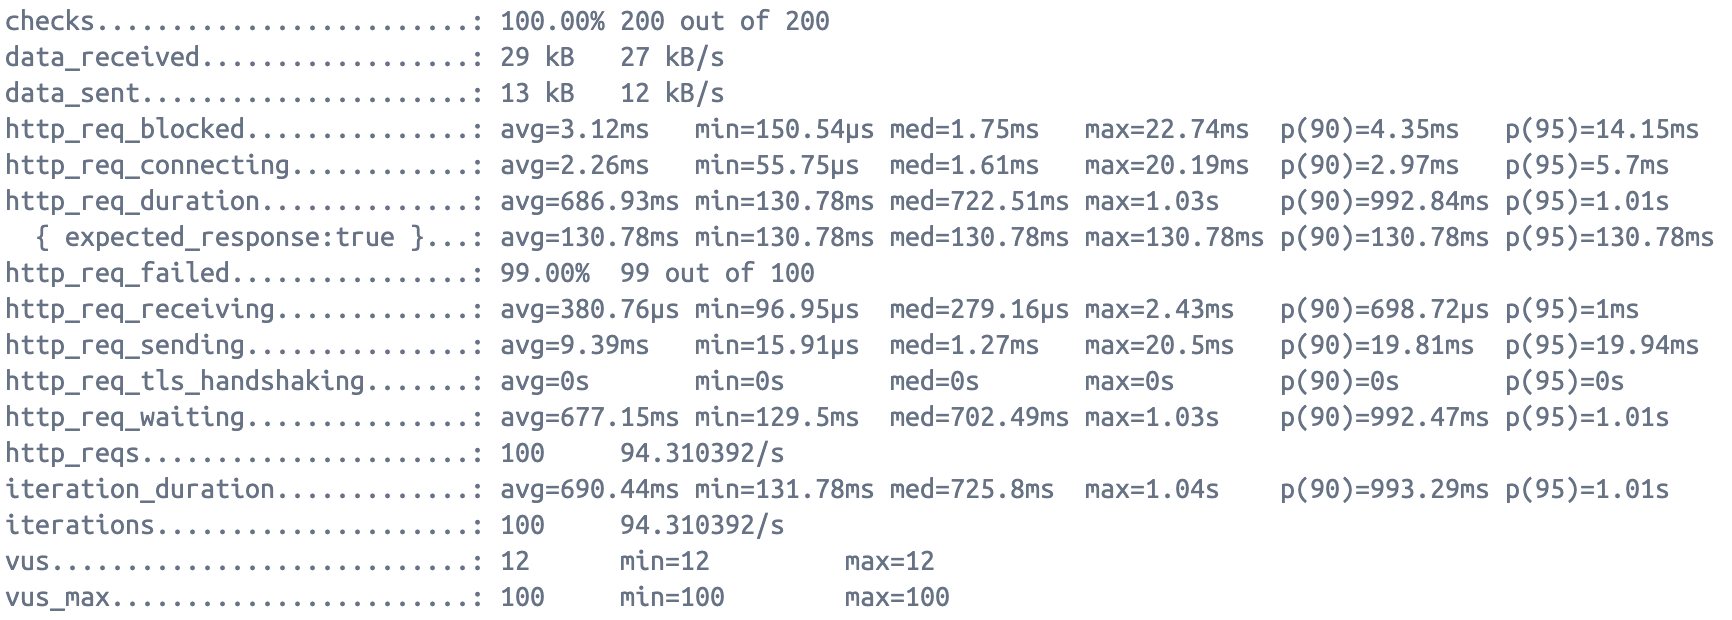 checks.........................: 100.00% 200 out of 200
data_received..................: 29 kB   27 kB/s
data_sent......................: 13 kB   12 kB/s
http_req_blocked...............: avg=3.12ms   min=150.54µs med=1.75ms   max=22.74ms  p(90)=4.35ms   p(95)=14.15ms
http_req_connecting............: avg=2.26ms   min=55.75µs  med=1.61ms   max=20.19ms  p(90)=2.97ms   p(95)=5.7ms
http_req_duration..............: avg=686.93ms min=130.78ms med=722.51ms max=1.03s    p(90)=992.84ms p(95)=1.01s
  { expected_response:true }...: avg=130.78ms min=130.78ms med=130.78ms max=130.78ms p(90)=130.78ms p(95)=130.78ms
http_req_failed................: 99.00%  99 out of 100
http_req_receiving.............: avg=380.76µs min=96.95µs  med=279.16µs max=2.43ms   p(90)=698.72µs p(95)=1ms
http_req_sending...............: avg=9.39ms   min=15.91µs  med=1.27ms   max=20.5ms   p(90)=19.81ms  p(95)=19.94ms
http_req_tls_handshaking.......: avg=0s       min=0s       med=0s       max=0s       p(90)=0s       p(95)=0s
http_req_waiting...............: avg=677.15ms min=129.5ms  med=702.49ms max=1.03s    p(90)=992.47ms p(95)=1.01s
http_reqs......................: 100     94.310392/s
iteration_duration.............: avg=690.44ms min=131.78ms med=725.8ms  max=1.04s    p(90)=993.29ms p(95)=1.01s
iterations.....................: 100     94.310392/s
vus............................: 12      min=12         max=12
vus_max........................: 100     min=100        max=100